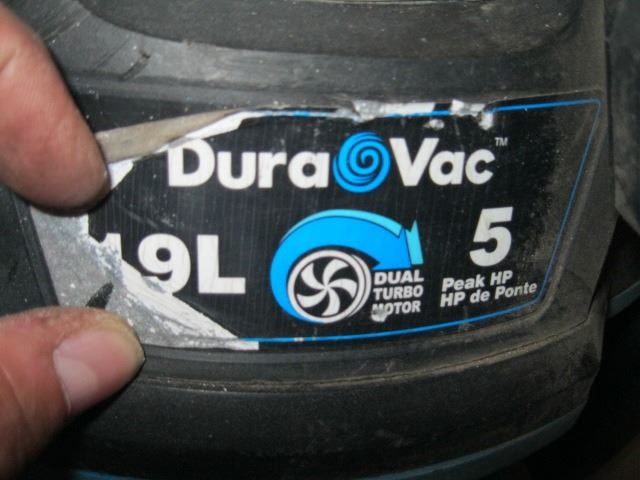 Dura Vac™
19L
DUAL
TURBO
MOTOR
5
Peak HP
HP de Ponte